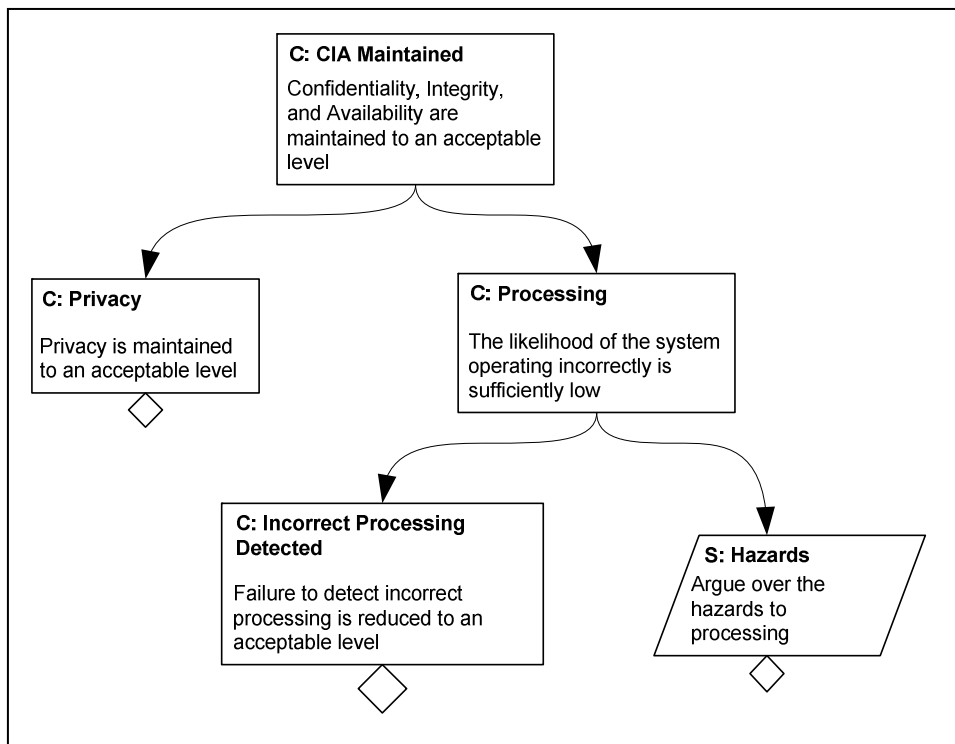 C: CIA Maintained
Confidentiality, Integrity,
and Availability are
maintained to an acceptable
level
C: Privacy
Privacy is maintained
to an acceptable level
C: Processing
The likelihood of the system
operating incorrectly is
sufficiently low
C: Incorrect Processing
Detected
Failure to detect incorrect
processing is reduced to an
acceptable level
S: Hazards
Argue over the
hazards to
processing